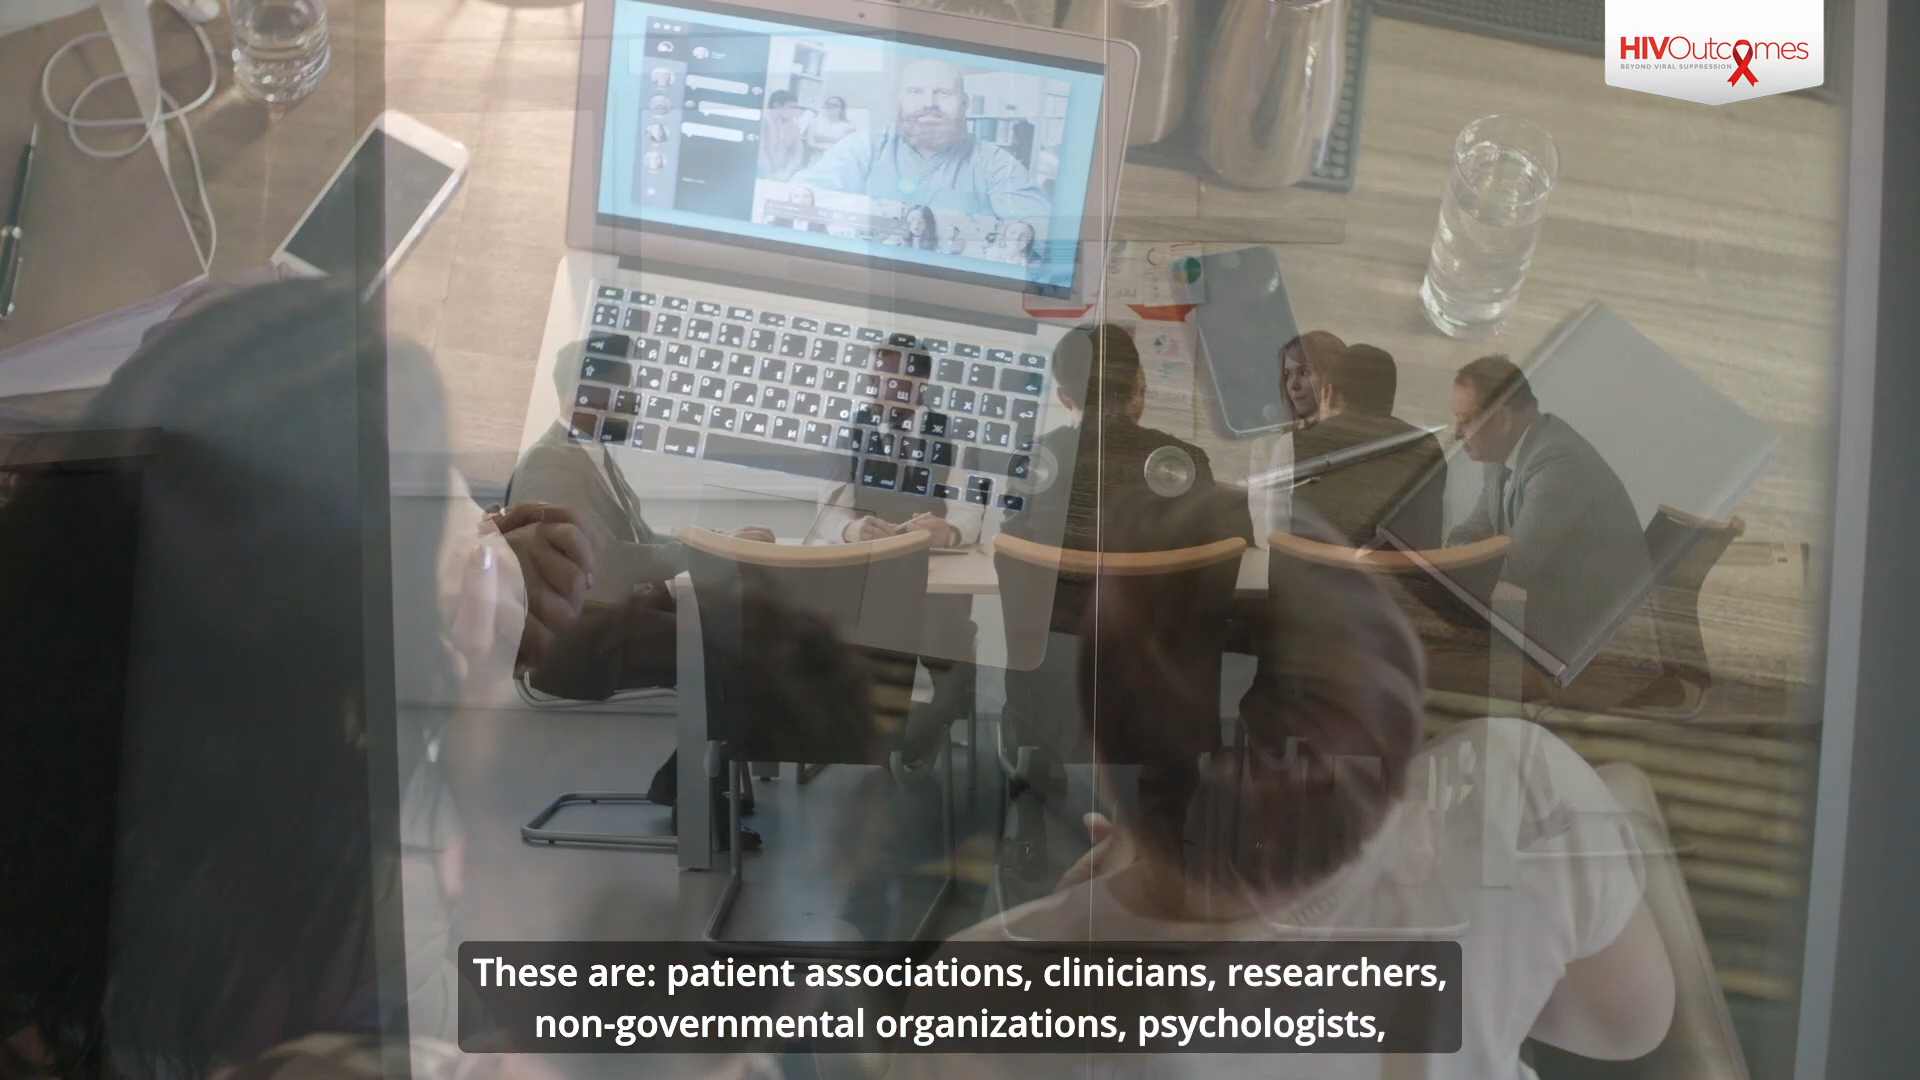 HIVOutcomes
BEYOND VIRAL SUPPRESSION
These are: patient associations, clinicians, researchers,
non-governmental organizations, psychologists,